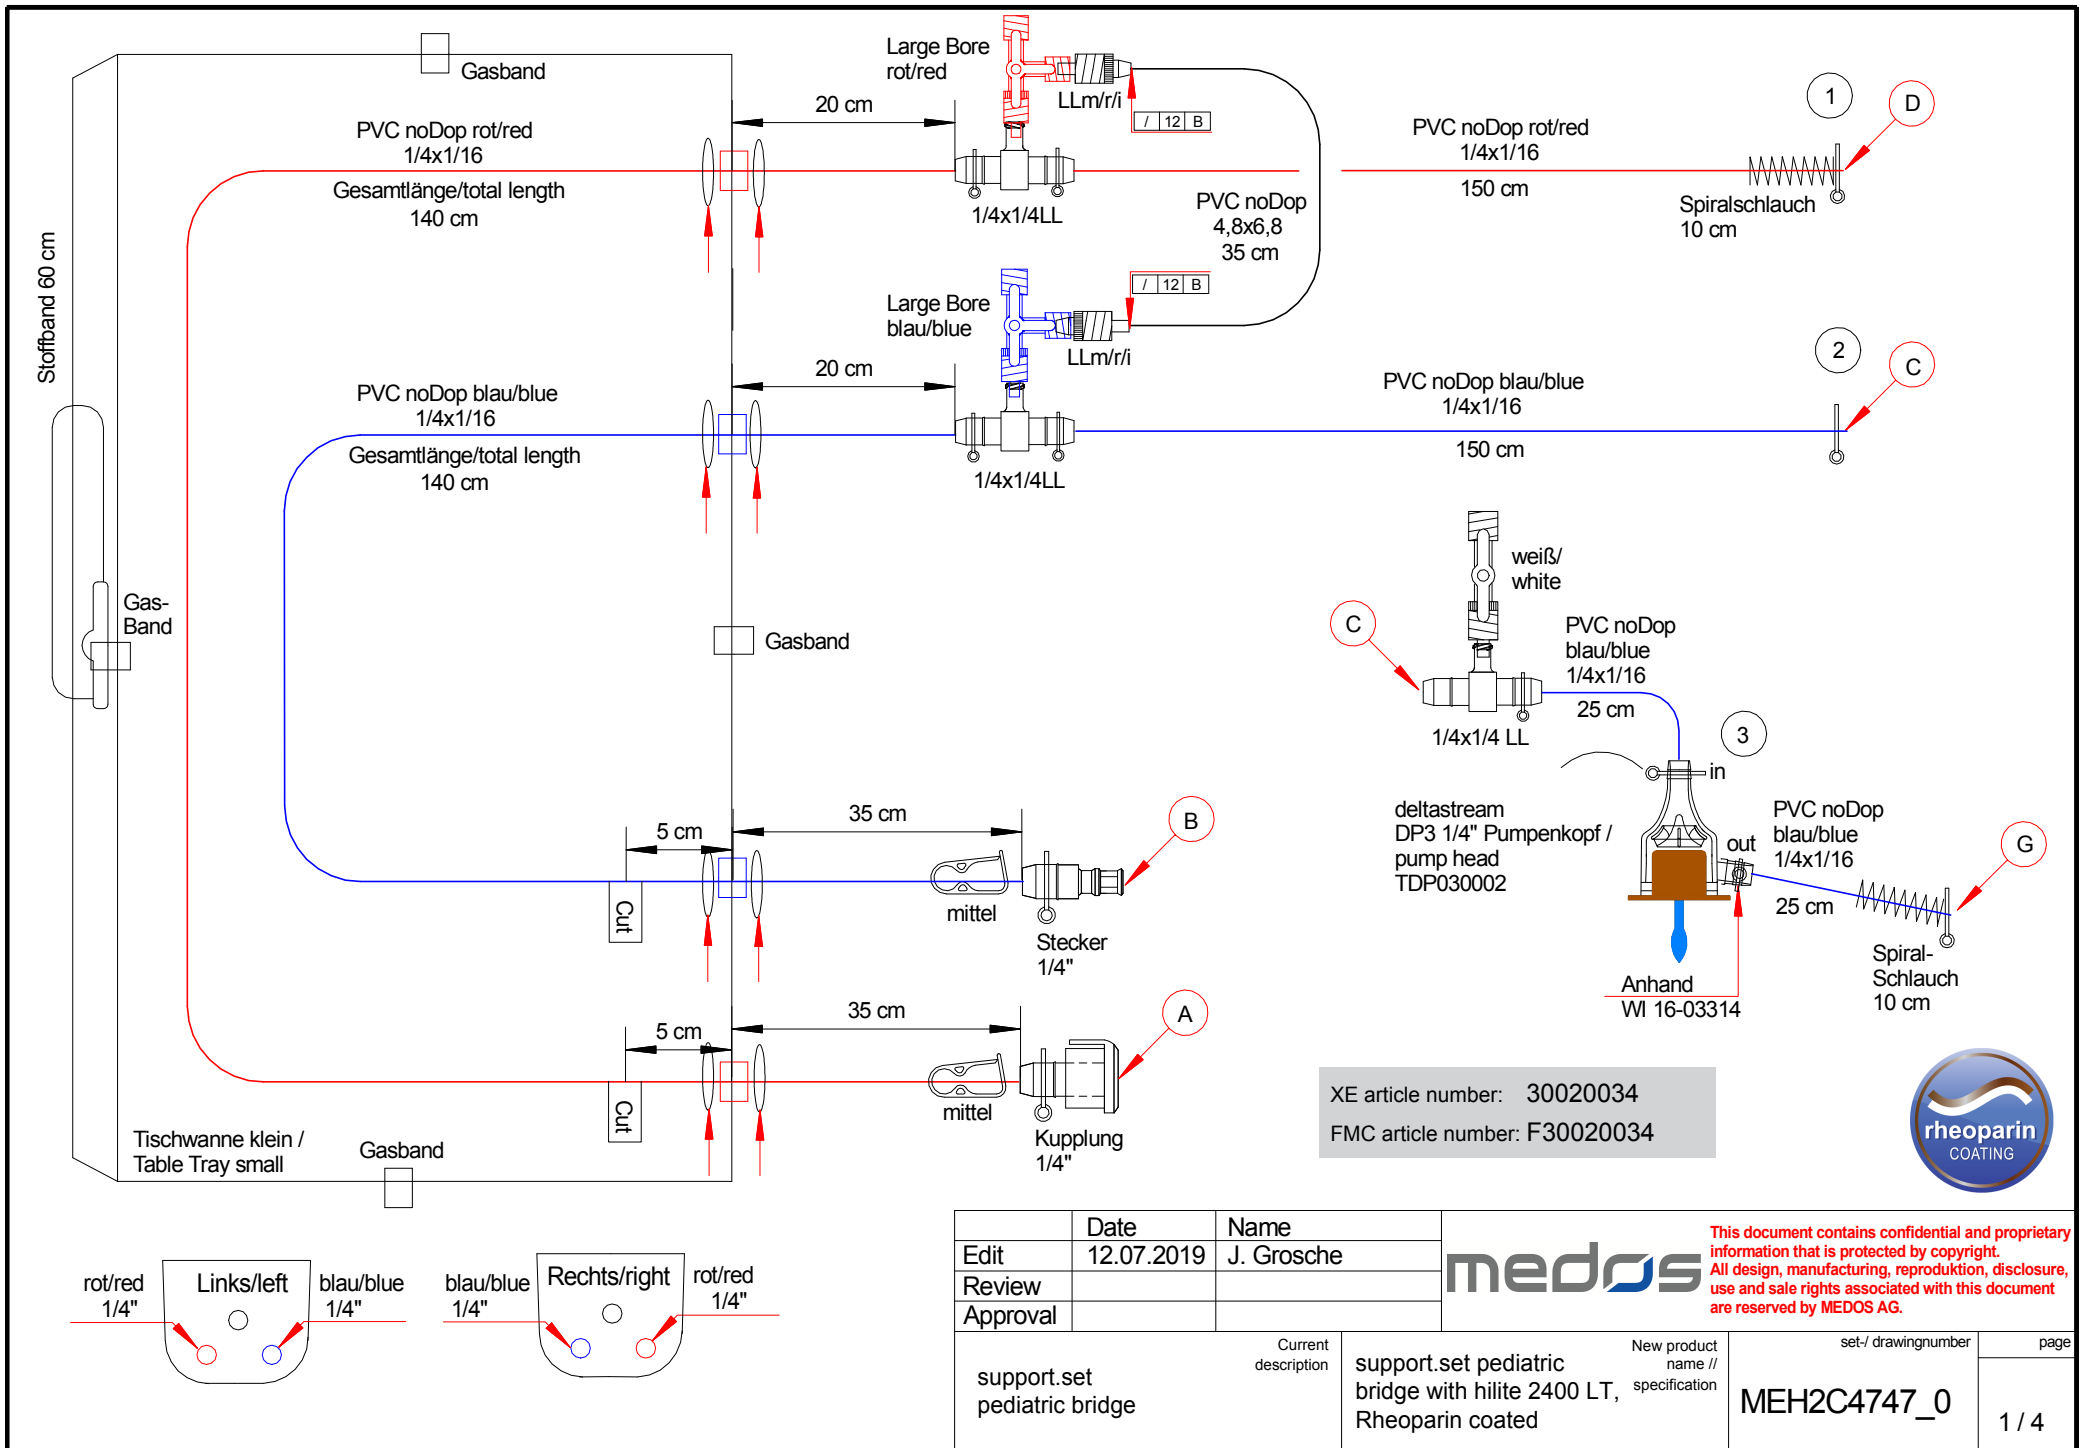 Stoffband 60 cm
Gasband
PVC noDop rot/red
1/4x1/16
Gesamtlänge/total length
140 cm
20 cm
Large Bore
rot/red
LLm/r/i
/ 12 B
1/4x1/4LL
PVC noDop
4,8x6,8
35 cm
PVC noDop rot/red
1/4x1/16
150 cm
1
D
Spiralschlauch
10 cm
PVC noDop blau/blue
1/4x1/16
Gesamtlänge/total length
140 cm
20 cm
Large Bore
blau/blue
LLm/r/i
/ 12 B
1/4x1/4LL
PVC noDop blau/blue
1/4x1/16
150 cm
2
C
Gas-
Band
Gasband
weiß/
white
C
1/4x1/4 LL
PVC noDop
blau/blue
1/4x1/16
25 cm
3
in
deltastream
DP3 1/4" Pumpenkopf /
pump head
TDP030002
out
PVC noDop
blau/blue
1/4x1/16
25 cm
G
Spiral-
Schlauch
10 cm
Anhand
WI 16-03314
5 cm
35 cm
B
Cut
mittel
Stecker
1/4"
5 cm
35 cm
A
Cut
mittel
Kupplung
1/4"
Tischwanne klein /
Table Tray small
Gasband
XE article number: 30020034
FMC article number: F30020034
rheoparin
COATING
rot/red
1/4"
Links/left
blau/blue
1/4"
blau/blue
1/4"
Rechts/right
rot/red
1/4"
Date Name
Edit 12.07.2019 J. Grosche
Review
Approval
medos
This document contains confidential and proprietary
information that is protected by copyright.
All design, manufacturing, reproduktion, disclosure,
use and sale rights associated with this document
are reserved by MEDOS AG.
Current
description
support.set
pediatric bridge
New product
name //
specification
support.set pediatric
bridge with hilite 2400 LT,
Rheoparin coated
set-/ drawingnumber
MEH2C4747_0
page
1 / 4